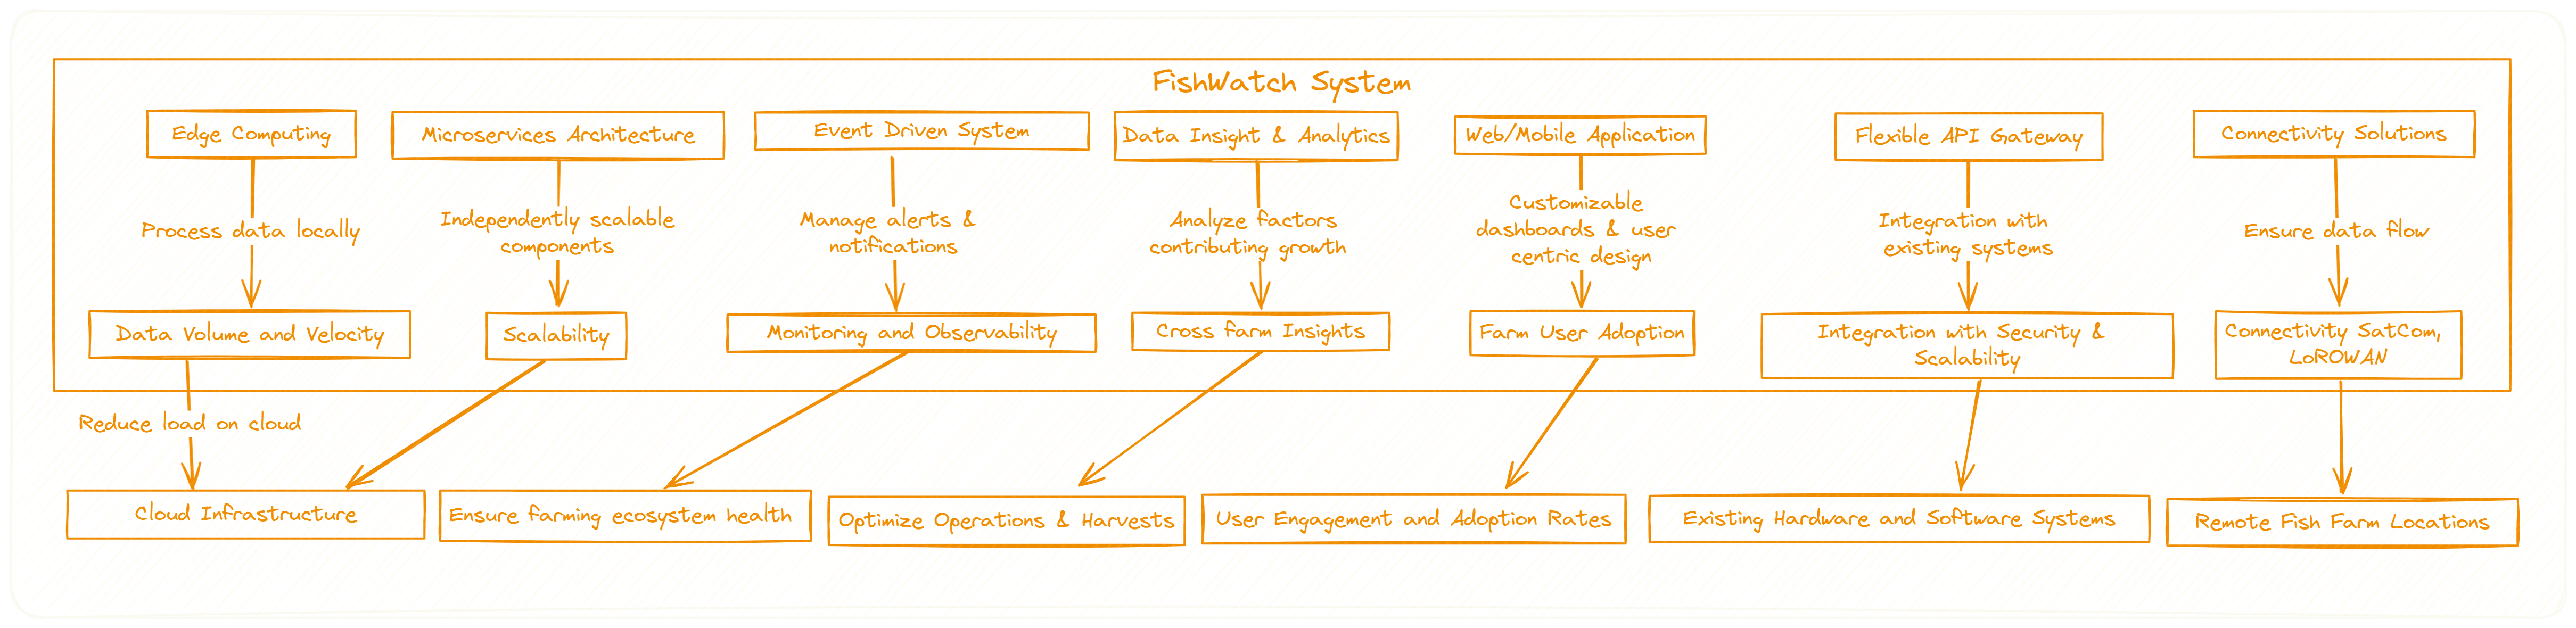 FishWatch System
Edge Computing
Microservices Architecture
Event Driven System
Data Insight & Analytics
Web/Mobile Application
Flexible API Gateway
Connectivity Solutions
Process data locally
Independently scalable
components
Manage alerts &
notifications
Analyze factors
contributing growth
Customizable
dashboards & user
centric design
Integration with
existing systems
Ensure data flow
Data Volume and Velocity
Scalability
Monitoring and Observability
Cross farm Insights
Farm User Adoption
Integration with Security &
Scalability
Connectivity SatCom,
LoROWAN
Reduce load on cloud
Cloud Infrastructure
Ensure farming ecosystem health
Optimize Operations & Harvests
User Engagement and Adoption Rates
Existing Hardware and Software Systems
Remote Fish Farm Locations